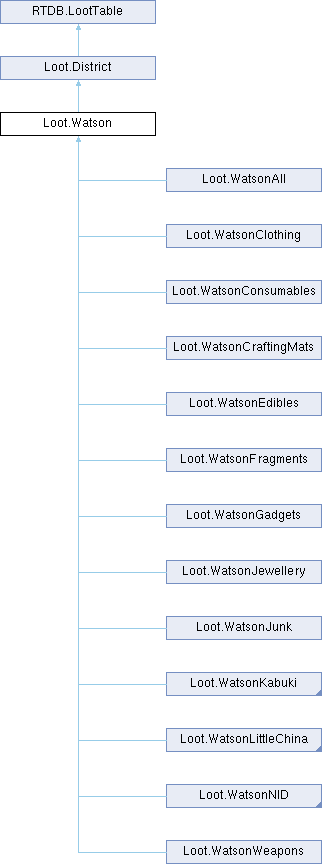 RTDB.LootTable
Loot.District
Loot.Watson
Loot.WatsonAll
Loot.WatsonClothing
Loot.WatsonConsumables
Loot.WatsonCraftingMats
Loot.WatsonEdibles
Loot.WatsonFragments
Loot.WatsonGadgets
Loot.WatsonJewellery
Loot.WatsonJunk
Loot.WatsonKabuki
Loot.WatsonLittleChina
Loot.WatsonNID
Loot.WatsonWeapons